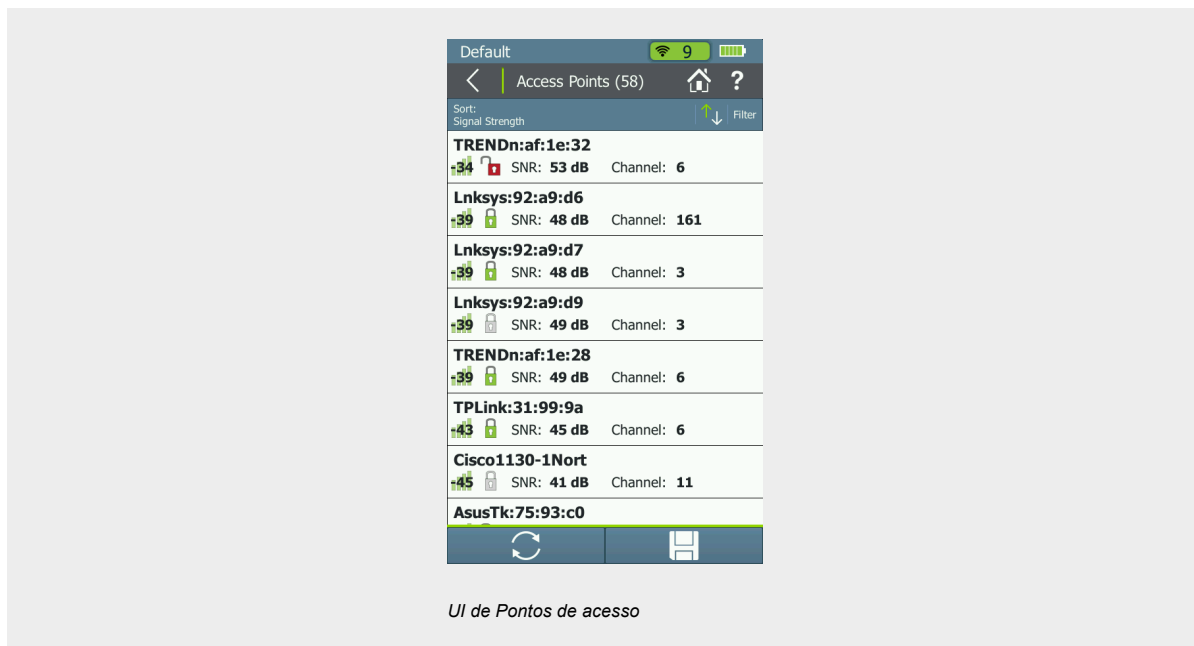 Default 9
Access Points (58) ?
Sort:
Signal Strength Filter
TRENDn:af:1e:32
-34 SNR: 53 dB Channel: 6
Lnksys:92:a9:d6
-39 SNR: 48 dB Channel: 161
Lnksys:92:a9:d7
-39 SNR: 48 dB Channel: 3
Lnksys:92:a9:d9
-39 SNR: 49 dB Channel: 3
TRENDn:af:1e:28
-39 SNR: 49 dB Channel: 6
TPLink:31:99:9a
-43 SNR: 45 dB Channel: 6
Cisco1130-1Nort
-45 SNR: 41 dB Channel: 11
AsusTk:75:93:c0
UI de Pontos de acesso